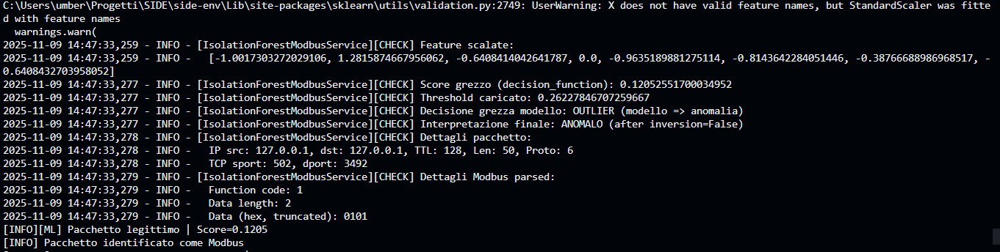 C:\Users\umber\Progetti\SIDE\side-env\Lib\site-packages\sklearn\utils\validation.py:2749: UserWarning: X does not have valid feature names, but StandardScaler was fitte
d with feature names
  warnings.warn(
2025-11-09 14:47:33,259 - INFO - [IsolationForestModbusService][CHECK] Feature scalate:
2025-11-09 14:47:33,259 - INFO -   [-1.0017303272029106, 1.2815874667956062, -0.6408414042641787, 0.0, -0.9635189881275114, -0.8143642284051446, -0.38766688986968517, -
0.6408432703958052]
2025-11-09 14:47:33,277 - INFO - [IsolationForestModbusService][CHECK] Score grezzo (decision_function): 0.12052551700034952
2025-11-09 14:47:33,277 - INFO - [IsolationForestModbusService][CHECK] Threshold caricato: 0.26227846707259667
2025-11-09 14:47:33,277 - INFO - [IsolationForestModbusService][CHECK] Decisione grezza modello: OUTLIER (modello => anomalia)
2025-11-09 14:47:33,277 - INFO - [IsolationForestModbusService][CHECK] Interpretazione finale: ANOMALO (after inversion=False)
2025-11-09 14:47:33,278 - INFO - [IsolationForestModbusService][CHECK] Dettagli pacchetto:
2025-11-09 14:47:33,278 - INFO -   IP src: 127.0.0.1, dst: 127.0.0.1, TTL: 128, Len: 50, Proto: 6
2025-11-09 14:47:33,278 - INFO -   TCP sport: 502, dport: 3492
2025-11-09 14:47:33,279 - INFO - [IsolationForestModbusService][CHECK] Dettagli Modbus parsed:
2025-11-09 14:47:33,279 - INFO -   Function code: 1
2025-11-09 14:47:33,279 - INFO -   Data length: 2
2025-11-09 14:47:33,279 - INFO -   Data (hex, truncated): 0101
[INFO][ML] Pacchetto legittimo | Score=0.1205
[INFO] Pacchetto identificato come Modbus